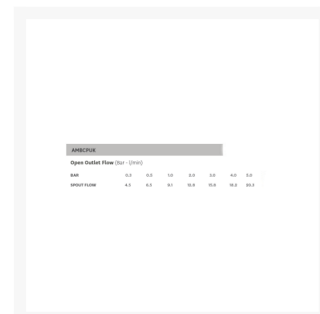 AMBCPUK
Open Outlet Flow (Bar - l/min)
BAR 0.2 0.5 1.0 2.0 3.0 4.0 5.0
SPOUT FLOW 4.3 6.3 9.1 12.9 15.9 18.2 20.3